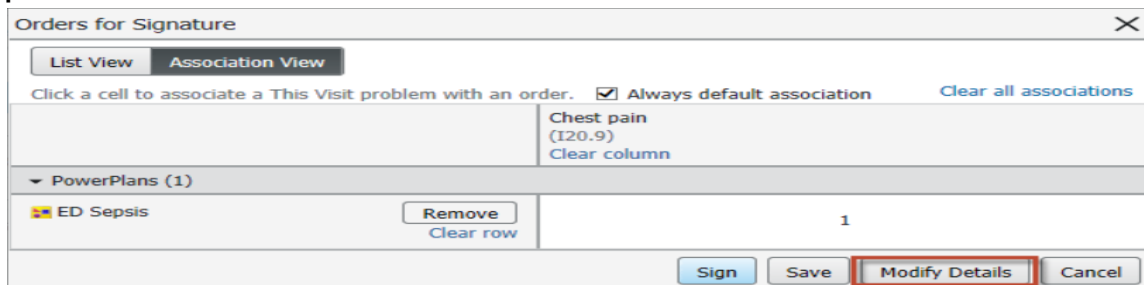 Orders for Signature
List View Association View
Click a cell to associate a This Visit problem with an order. Always default association Clear all associations
Chest pain
(I20.9)
Clear column
PowerPlans (1)
ED Sepsis Remove 1
Clear row
Sign Save Modify Details Cancel